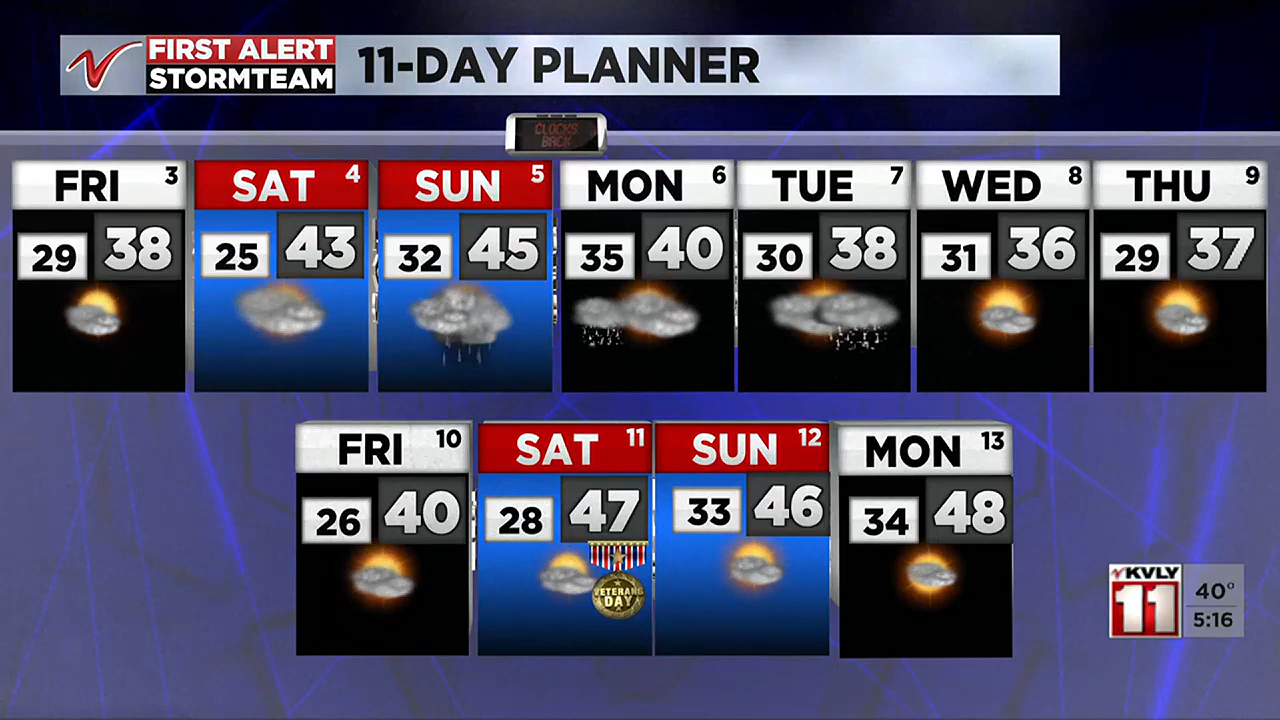 FIRST ALERT
STORMTEAM
11-DAY PLANNER
CLOCKS
BACK
FRI 3
29 38
SAT 4
25 43
SUN 5
32 45
MON 6
35 40
TUE 7
30 38
WED 8
31 36
THU 9
29 37
FRI 10
26 40
SAT 11
28 47
VETERANS
DAY
SUN 12
33 46
MON 13
34 48
KVLY
11
40°
5:16